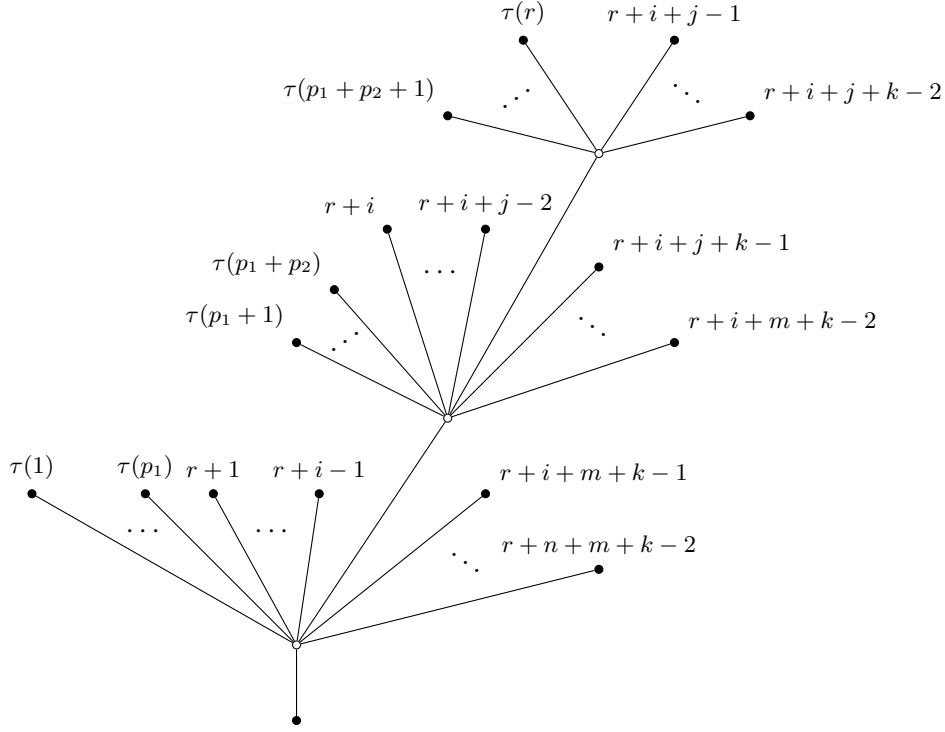 τ(r)
r + i + j − 1
τ(p₁ + p₂ + 1)
r + i + j + k − 2
r + i
r + i + j − 2
r + i + j + k − 1
τ(p₁ + p₂)
τ(p₁ + 1)
r + i + m + k − 2
τ(1)
τ(p₁)
r + 1
r + i − 1
r + i + m + k − 1
r + n + m + k − 2